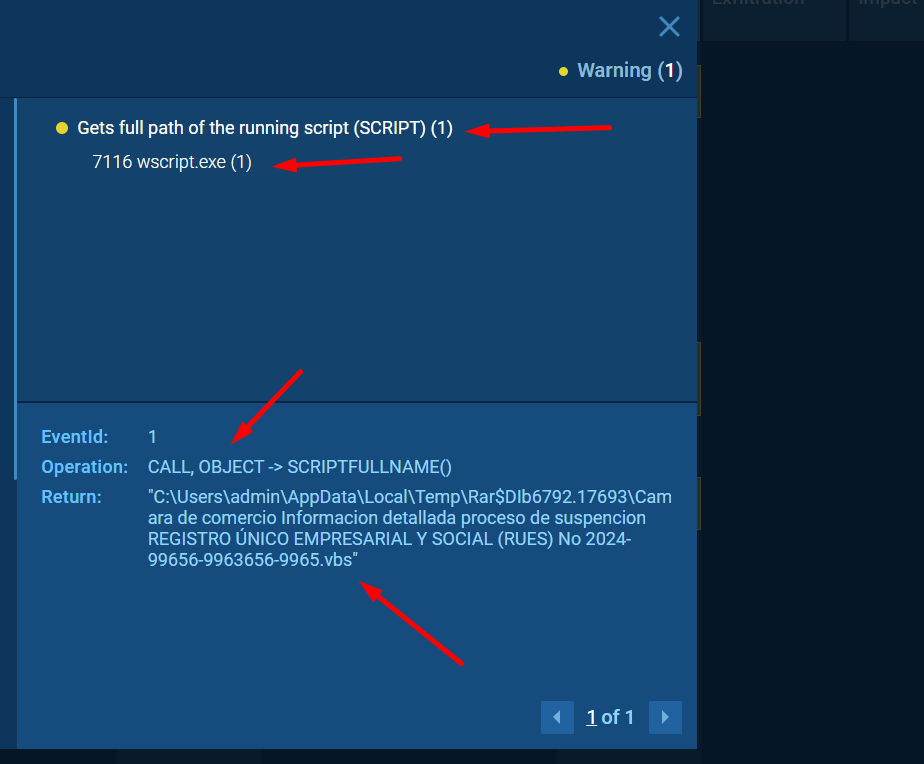 Exfiltration
Impact
Warning (1)
Gets full path of the running script (SCRIPT) (1)
7116 wscript.exe (1)
EventId: 1
Operation: CALL, OBJECT -> SCRIPTFULLNAME()
Return: "C:\Users\admin\AppData\Local\Temp\Rar$DIb6792.17693\Cam
ara de comercio Informacion detallada proceso de suspencion
REGISTRO ÚNICO EMPRESARIAL Y SOCIAL (RUES) No 2024-
99656-9963656-9965.vbs"
1 of 1